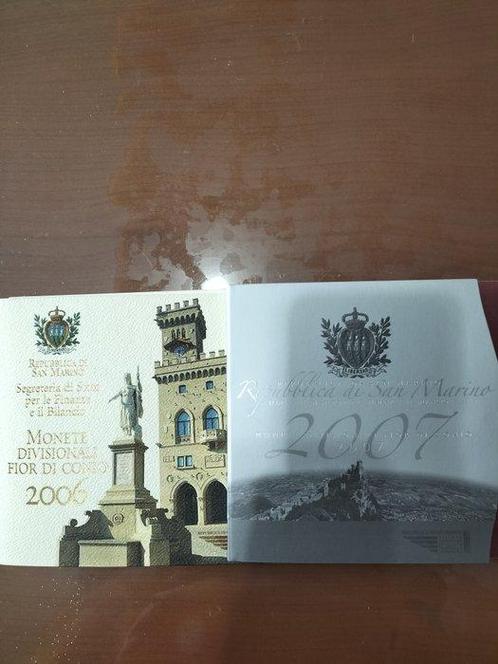 REPUBBLICA DI
SAN MARINO
Segreteria di Stato
per le Finanze
e il Bilancio
MONETE
DIVISIONALI
FIOR DI CONIO
2006
Repubblica di San Marino
2007